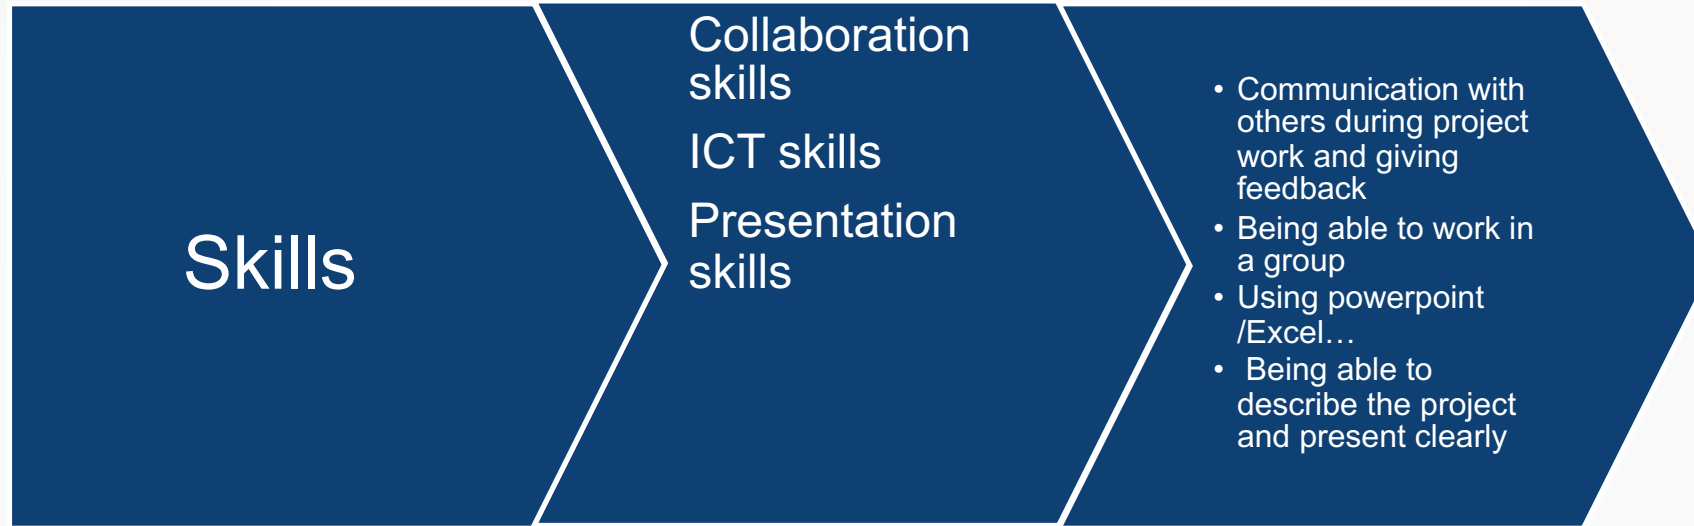 Skills
Collaboration
skills
ICT skills
Presentation
skills
• Communication with
others during project
work and giving
feedback
• Being able to work in
a group
• Using powerpoint
/Excel…
• Being able to
describe the project
and present clearly